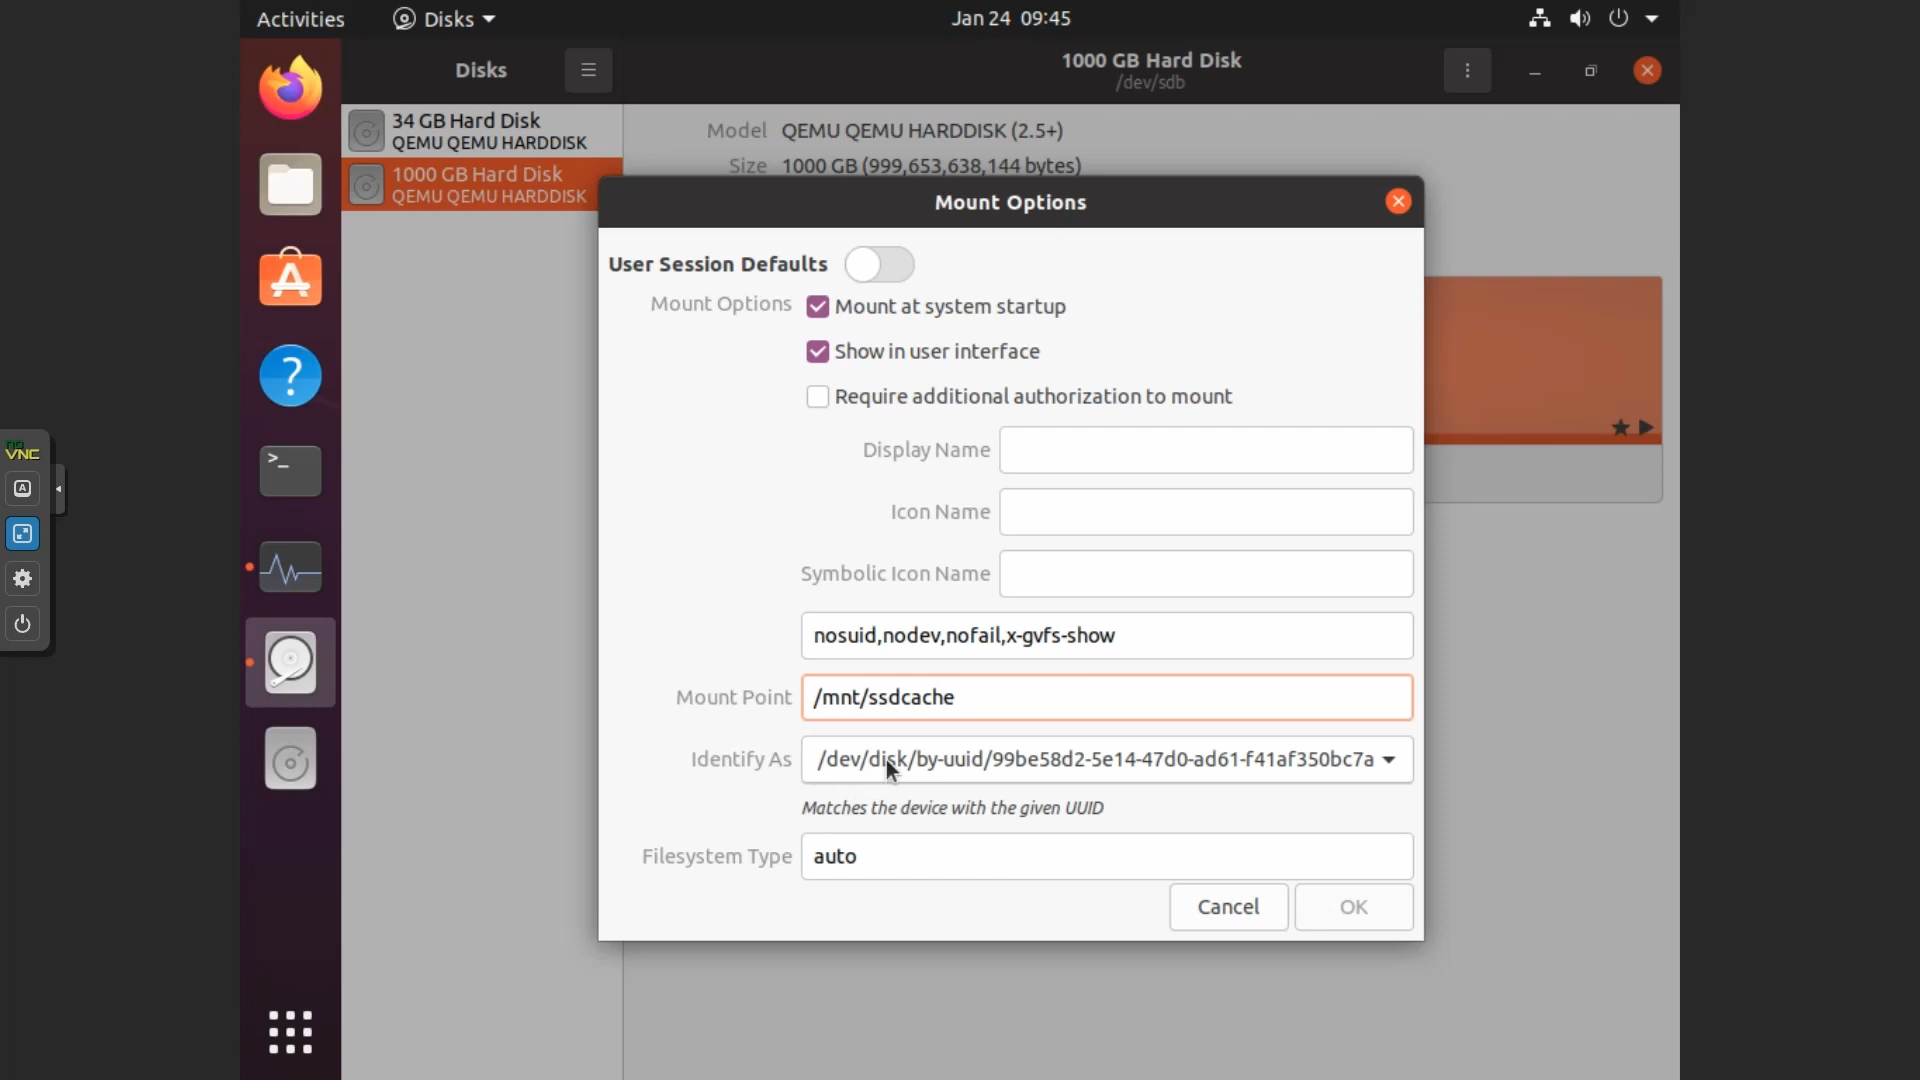 Activities
Disks
Jan 24 09:45
Disks
1000 GB Hard Disk
/dev/sdb
34 GB Hard Disk
QEMU QEMU HARDDISK
1000 GB Hard Disk
QEMU QEMU HARDDISK
Model QEMU QEMU HARDDISK (2.5+)
Size 1000 GB (999,653,638,144 bytes)
Mount Options
User Session Defaults
Mount Options
Mount at system startup
Show in user interface
Require additional authorization to mount
Display Name
Icon Name
Symbolic Icon Name
nosuid,nodev,nofail,x-gvfs-show
Mount Point /mnt/ssdcache
Identify As /dev/disk/by-uuid/99be58d2-5e14-47d0-ad61-f41af350bc7a
Matches the device with the given UUID
Filesystem Type auto
Cancel
OK
no
VNC
A
>_
?